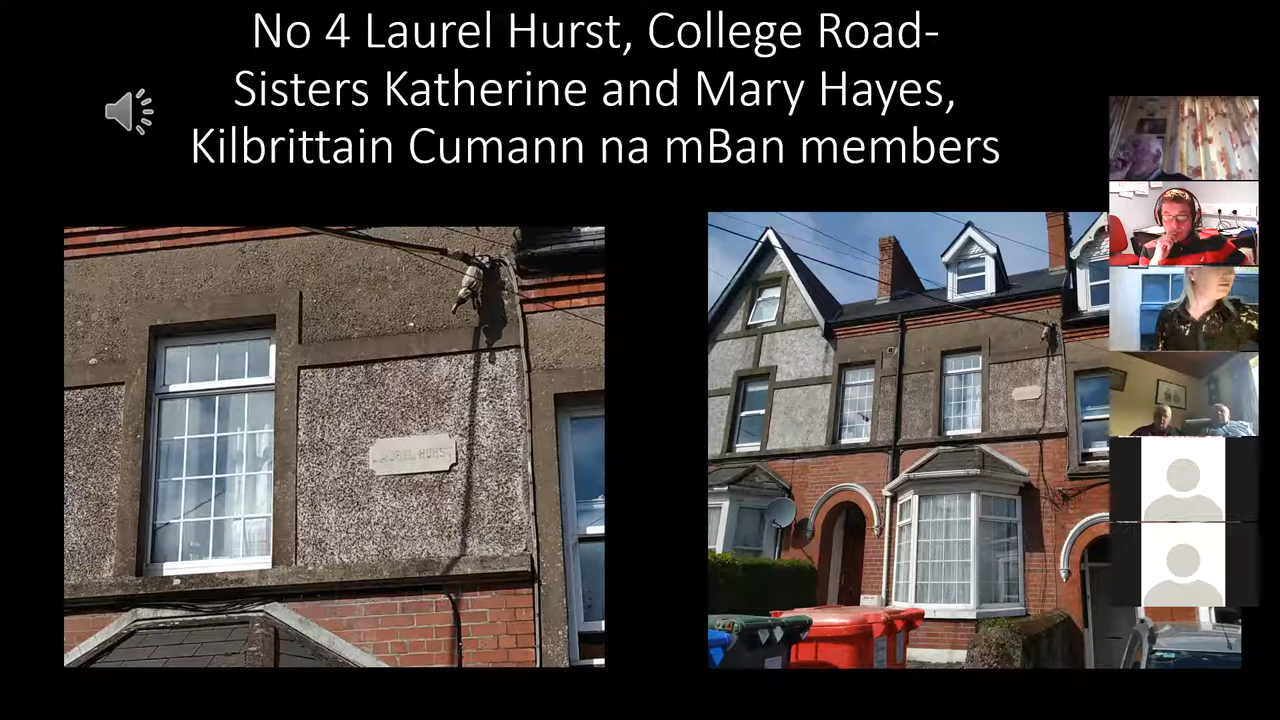 No 4 Laurel Hurst, College Road-
Sisters Katherine and Mary Hayes,
Kilbrittain Cumann na mBan members
LAUREL HURST